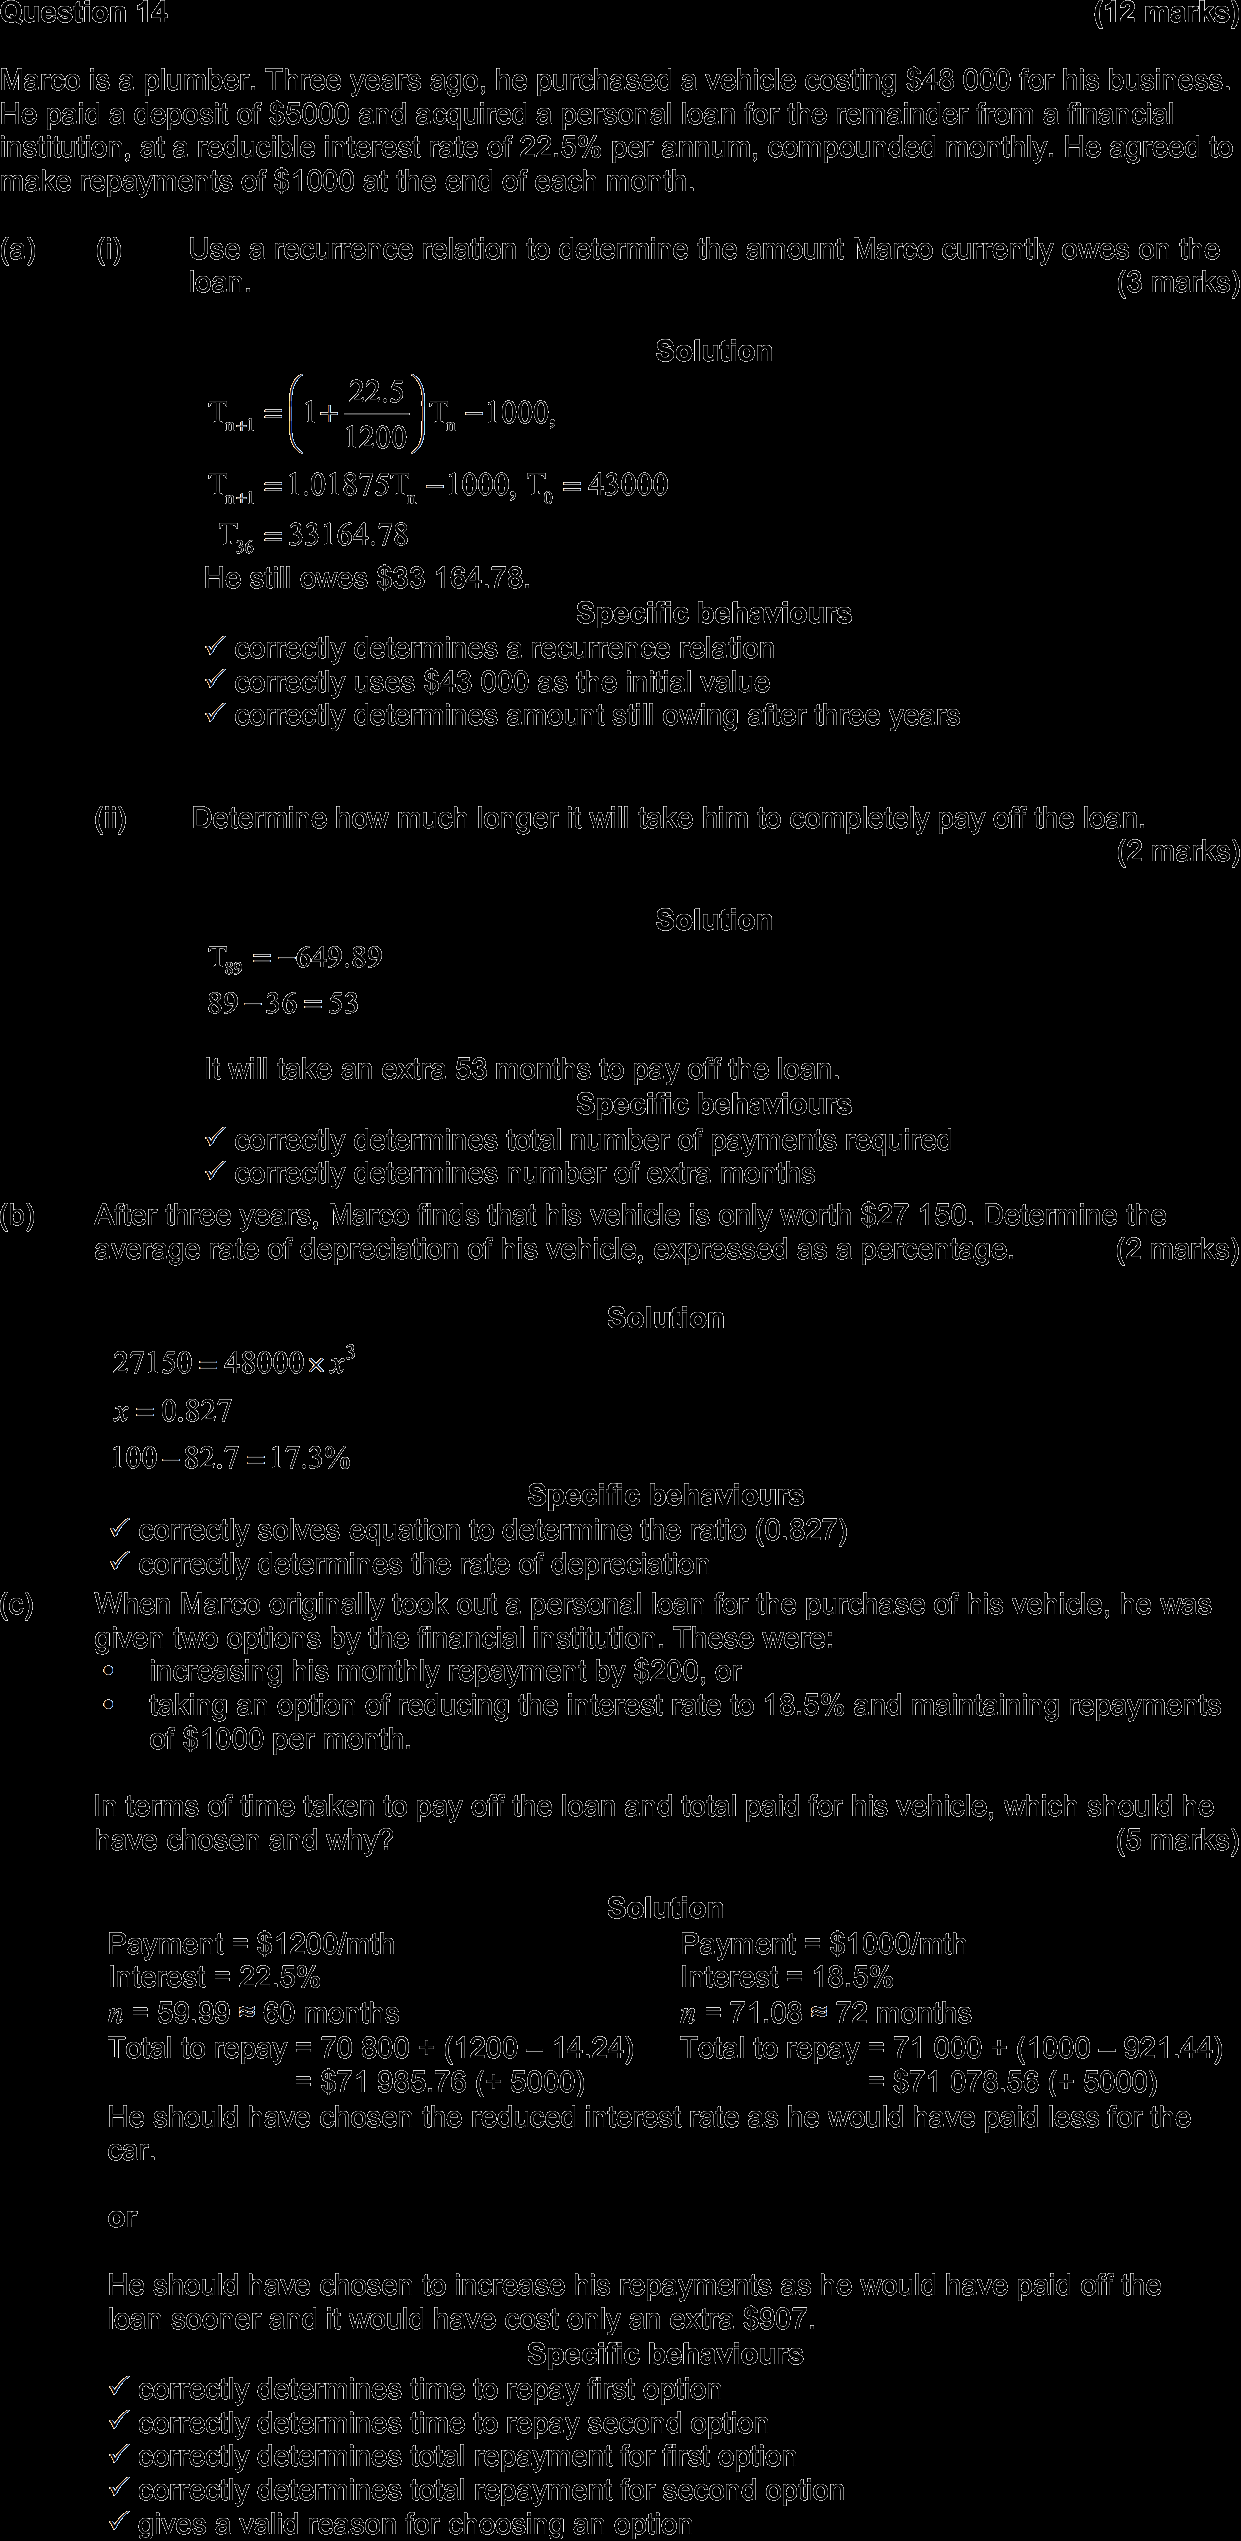 Question 14 (12 marks)
Marco is a plumber. Three years ago, he purchased a vehicle costing $48 000 for his business.
He paid a deposit of $5000 and acquired a personal loan for the remainder from a financial
institution, at a reducible interest rate of 22.5% per annum, compounded monthly. He agreed to
make repayments of $1000 at the end of each month.
(a) (i) Use a recurrence relation to determine the amount Marco currently owes on the
loan. (3 marks)
Solution
T_{n+1} = (1 + 22.5/1200) T_n − 1000,
T_{n+1} = 1.01875T_n − 1000, T_0 = 43000
T_{36} = 33164.78
He still owes $33 164.78.
Specific behaviours
✓ correctly determines a recurrence relation
✓ correctly uses $43 000 as the initial value
✓ correctly determines amount still owing after three years
(ii) Determine how much longer it will take him to completely pay off the loan.
(2 marks)
Solution
T_{89} = −649.89
89 − 36 = 53
It will take an extra 53 months to pay off the loan.
Specific behaviours
✓ correctly determines total number of payments required
✓ correctly determines number of extra months
(b) After three years, Marco finds that his vehicle is only worth $27 150. Determine the
average rate of depreciation of his vehicle, expressed as a percentage. (2 marks)
Solution
27150 = 48000 × x³
x = 0.827
100 − 82.7 = 17.3%
Specific behaviours
✓ correctly solves equation to determine the ratio (0.827)
✓ correctly determines the rate of depreciation
(c) When Marco originally took out a personal loan for the purchase of his vehicle, he was
given two options by the financial institution. These were:
• increasing his monthly repayment by $200, or
• taking an option of reducing the interest rate to 18.5% and maintaining repayments
of $1000 per month.
In terms of time taken to pay off the loan and total paid for his vehicle, which should he
have chosen and why? (5 marks)
Solution
Payment = $1200/mth Payment = $1000/mth
Interest = 22.5% Interest = 18.5%
n = 59.99 ≈ 60 months n = 71.08 ≈ 72 months
Total to repay = 70 800 + (1200 – 14.24) Total to repay = 71 000 + (1000 – 921.44)
= $71 985.76 (+ 5000) = $71 078.56 (+ 5000)
He should have chosen the reduced interest rate as he would have paid less for the
car.
or
He should have chosen to increase his repayments as he would have paid off the
loan sooner and it would have cost only an extra $907.
Specific behaviours
✓ correctly determines time to repay first option
✓ correctly determines time to repay second option
✓ correctly determines total repayment for first option
✓ correctly determines total repayment for second option
✓ gives a valid reason for choosing an option